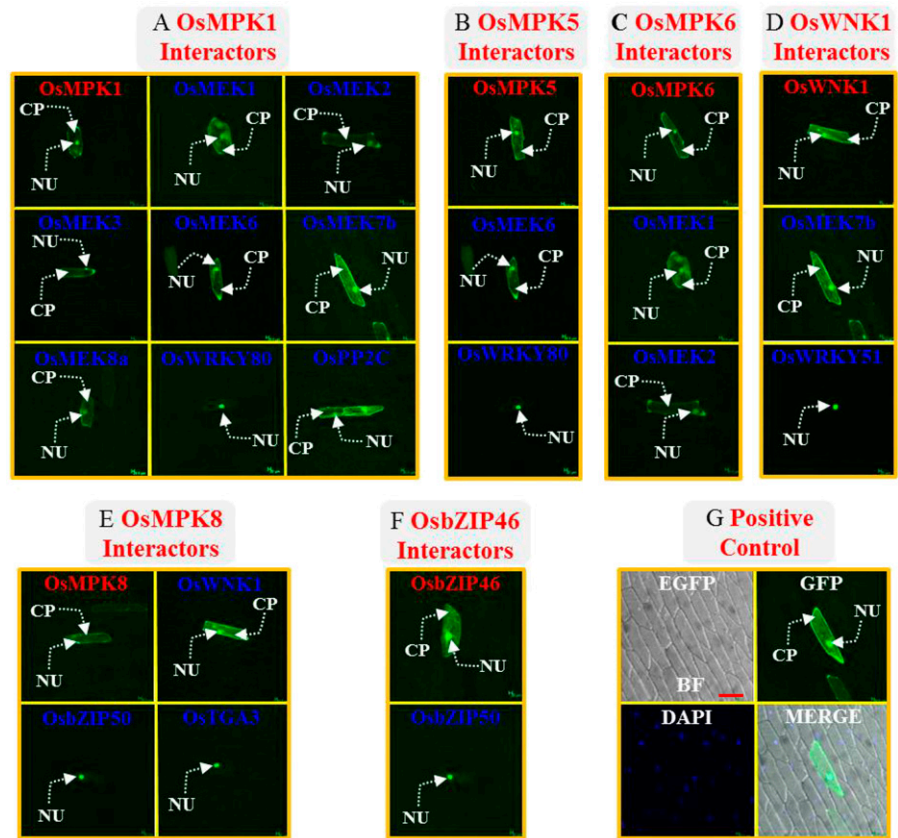 A OsMPK1
Interactors
B OsMPK5
Interactors
C OsMPK6
Interactors
D OsWNK1
Interactors
OsMPK1
CP
NU
OsMEK1
CP
NU
OsMEK2
CP
NU
OsMPK5
CP
NU
OsMPK6
CP
NU
OsWNK1
CP
NU
OsMEK3
NU
CP
OsMEK6
CP
NU
OsMEK7b
NU
CP
OsMEK6
CP
NU
OsMEK1
CP
NU
OsMEK7b
NU
CP
OsMEK8a
CP
NU
OsWRKY80
NU
OsPP2C
CP
NU
OsWRKY80
NU
OsMEK2
CP
NU
OsWRKY51
NU
E OsMPK8
Interactors
F OsbZIP46
Interactors
G Positive
Control
OsMPK8
CP
NU
OsWNK1
CP
NU
OsbZIP46
CP
NU
EGFP
BF
GFP
NU
CP
OsbZIP50
NU
OsTGA3
NU
OsbZIP50
NU
DAPI
MERGE